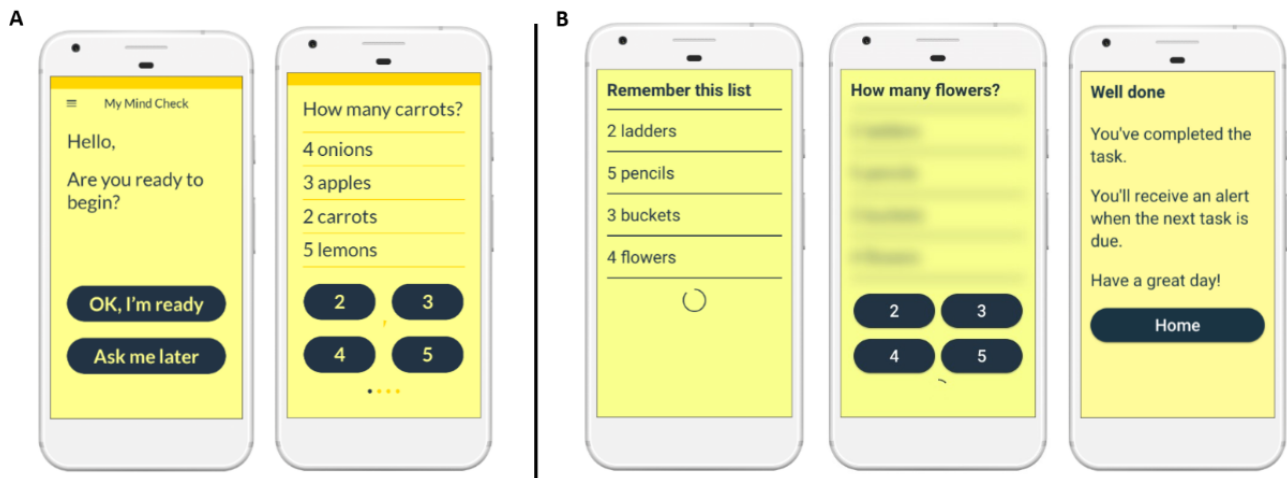 A
My Mind Check
Hello,
Are you ready to
begin?
OK, I'm ready
Ask me later
How many carrots?
4 onions
3 apples
2 carrots
5 lemons
2
3
4
5
B
Remember this list
2 ladders
5 pencils
3 buckets
4 flowers
How many flowers?
2
3
4
5
Well done
You've completed the
task.
You'll receive an alert
when the next task is
due.
Have a great day!
Home